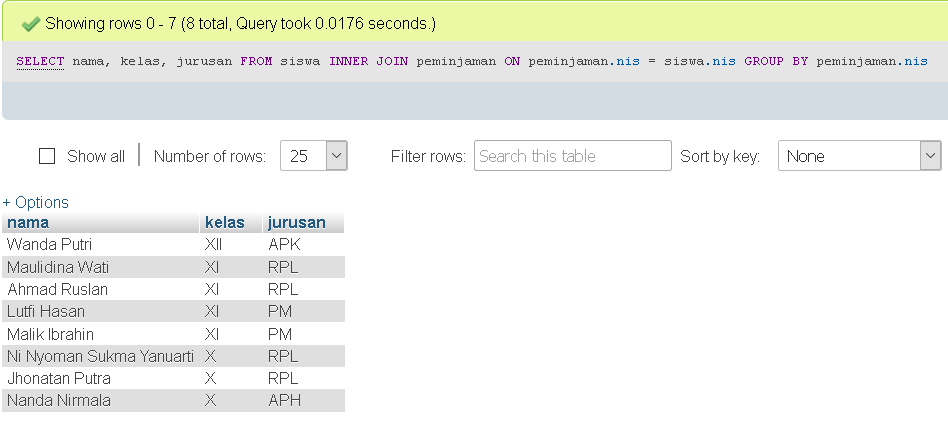 Showing rows 0 - 7 (8 total, Query took 0.0176 seconds.)
SELECT nama, kelas, jurusan FROM siswa INNER JOIN peminjaman ON peminjaman.nis = siswa.nis GROUP BY peminjaman.nis
Show all Number of rows: 25 Filter rows: Search this table Sort by key: None
+ Options
nama kelas jurusan
Wanda Putri XII APK
Maulidina Wati XI RPL
Ahmad Ruslan XI RPL
Lutfi Hasan XI PM
Malik Ibrahin XI PM
Ni Nyoman Sukma Yanuarti X RPL
Jhonatan Putra X RPL
Nanda Nirmala X APH